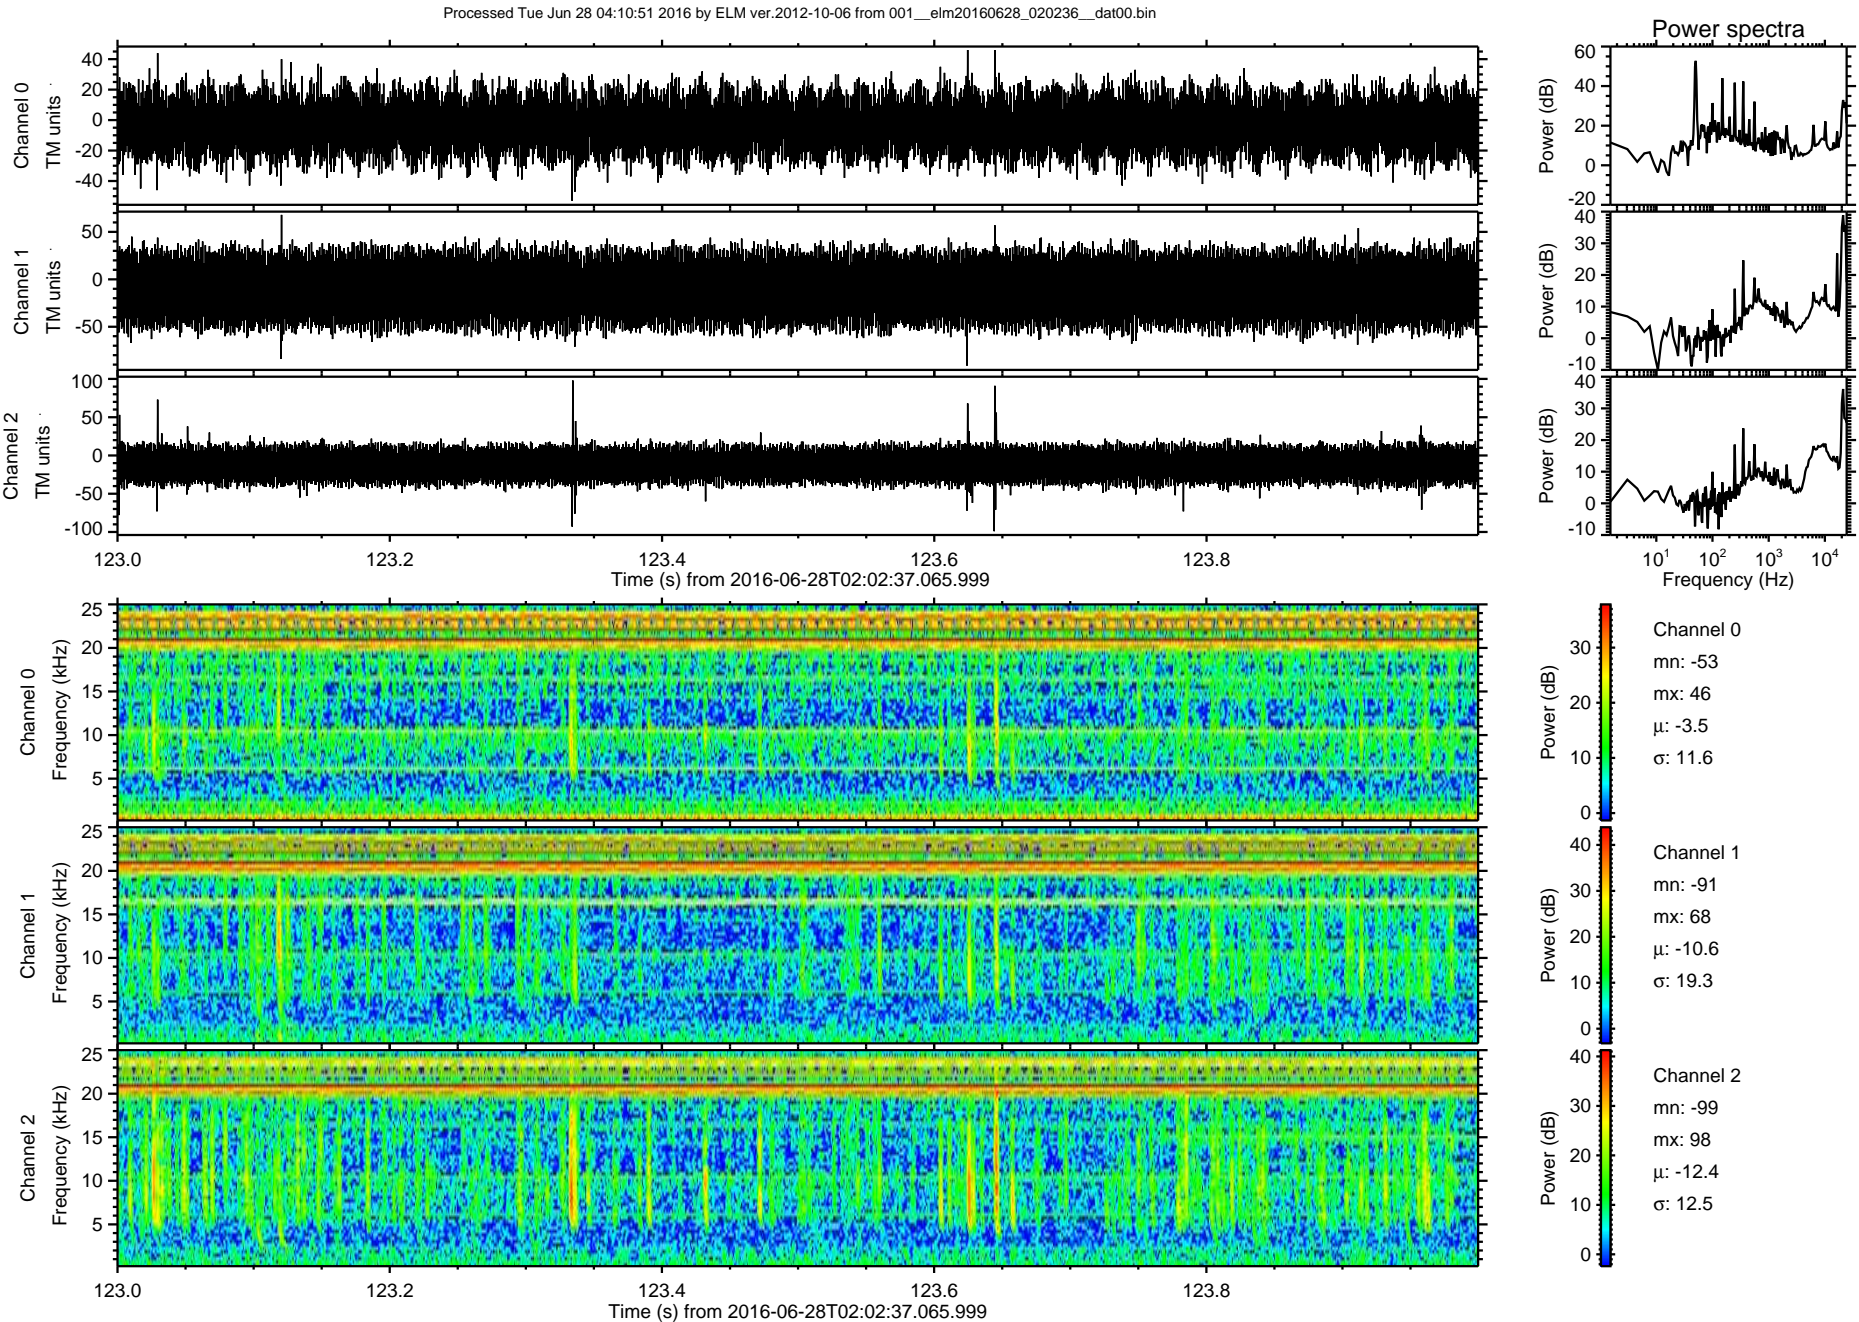 Processed Tue Jun 28 04:10:51 2016 by ELM ver.2012-10-06 from 001__elm20160628_020236__dat00.bin
Power spectra
Channel 0
TM units
40
20
0
-20
-40
Power (dB)
60
40
20
0
-20
Channel 1
TM units
50
0
-50
Power (dB)
40
30
20
10
0
-10
Channel 2
TM units
100
50
0
-50
-100
Power (dB)
40
30
20
10
0
-10
123.0 123.2 123.4 123.6 123.8
Time (s) from 2016-06-28T02:02:37.065.999
10^1 10^2 10^3 10^4
Frequency (Hz)
Channel 0
Frequency (kHz)
25
20
15
10
5
Power (dB)
30
20
10
0
Channel 0
mn: -53
mx: 46
µ: -3.5
σ: 11.6
Channel 1
Frequency (kHz)
25
20
15
10
5
Power (dB)
40
30
20
10
0
Channel 1
mn: -91
mx: 68
µ: -10.6
σ: 19.3
Channel 2
Frequency (kHz)
25
20
15
10
5
Power (dB)
40
30
20
10
0
Channel 2
mn: -99
mx: 98
µ: -12.4
σ: 12.5
123.0 123.2 123.4 123.6 123.8
Time (s) from 2016-06-28T02:02:37.065.999